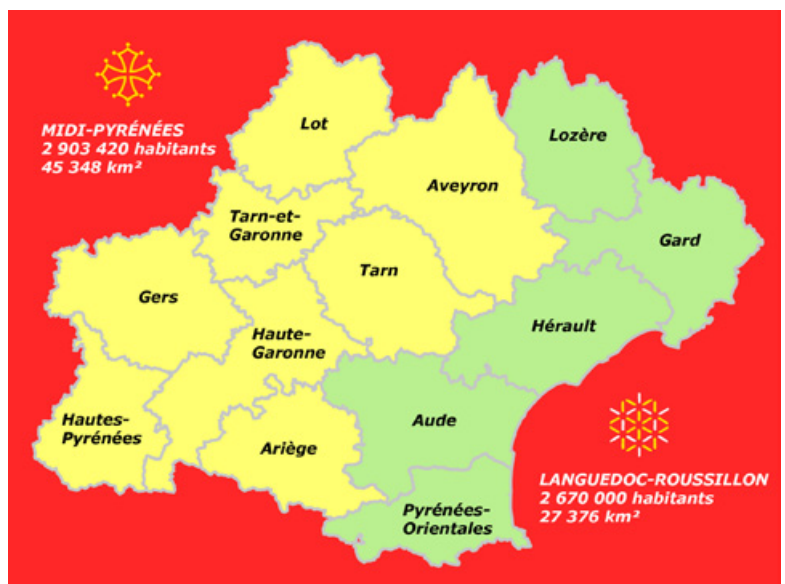 MIDI-PYRÉNÉES
2 903 420 habitants
45 348 km²
Lot
Lozère
Aveyron
Tarn-et-
Garonne
Gard
Tarn
Gers
Hérault
Haute-
Garonne
Hautes-
Pyrénées
Aude
Ariège
LANGUEDOC-ROUSSILLON
2 670 000 habitants
27 376 km²
Pyrénées-
Orientales